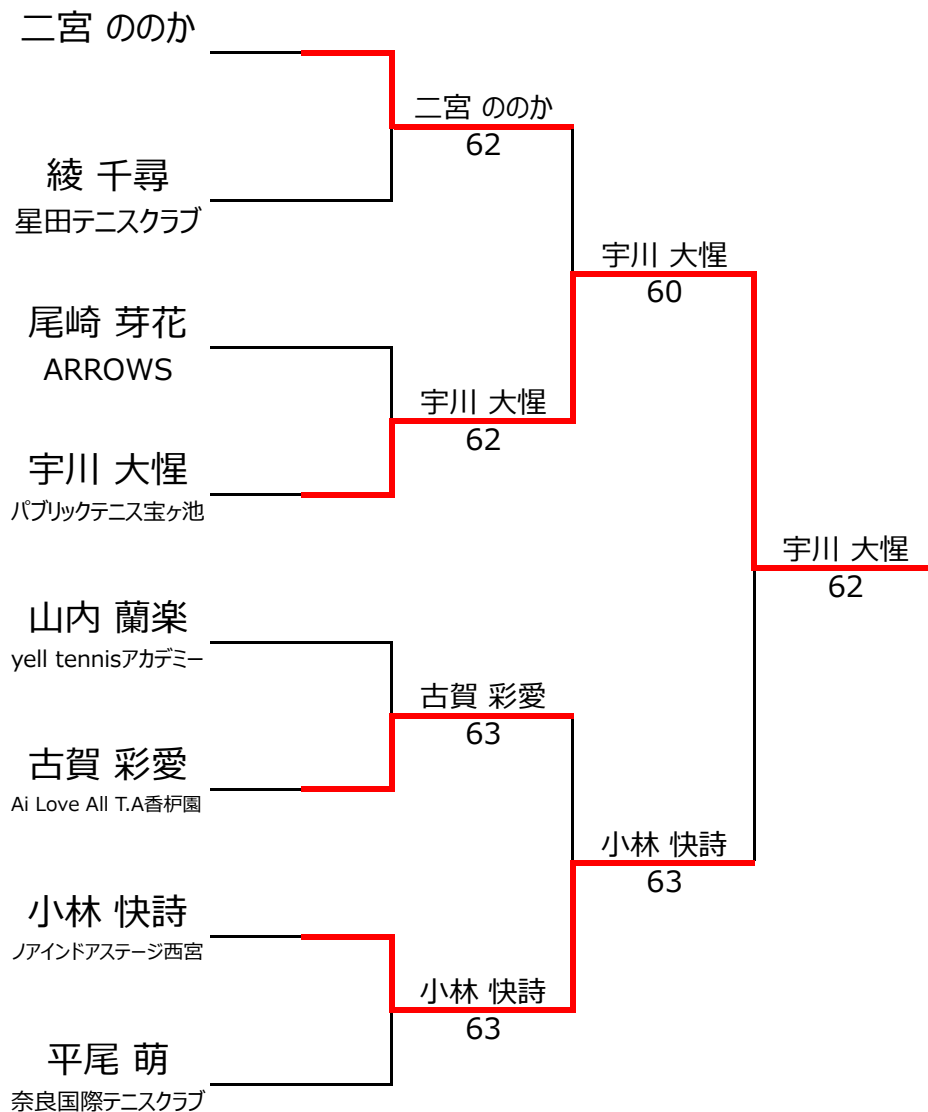 二宮 ののか
二宮 ののか
62
綾 千尋
星田テニスクラブ
宇川 大惺
60
尾崎 芽花
ARROWS
宇川 大惺
62
宇川 大惺
パブリックテニス宝ヶ池
宇川 大惺
62
山内 蘭楽
yell tennisアカデミー
古賀 彩愛
63
古賀 彩愛
Ai Love All T.A香枦園
小林 快詩
63
小林 快詩
ノアインドアステージ西宮
小林 快詩
63
平尾 萌
奈良国際テニスクラブ